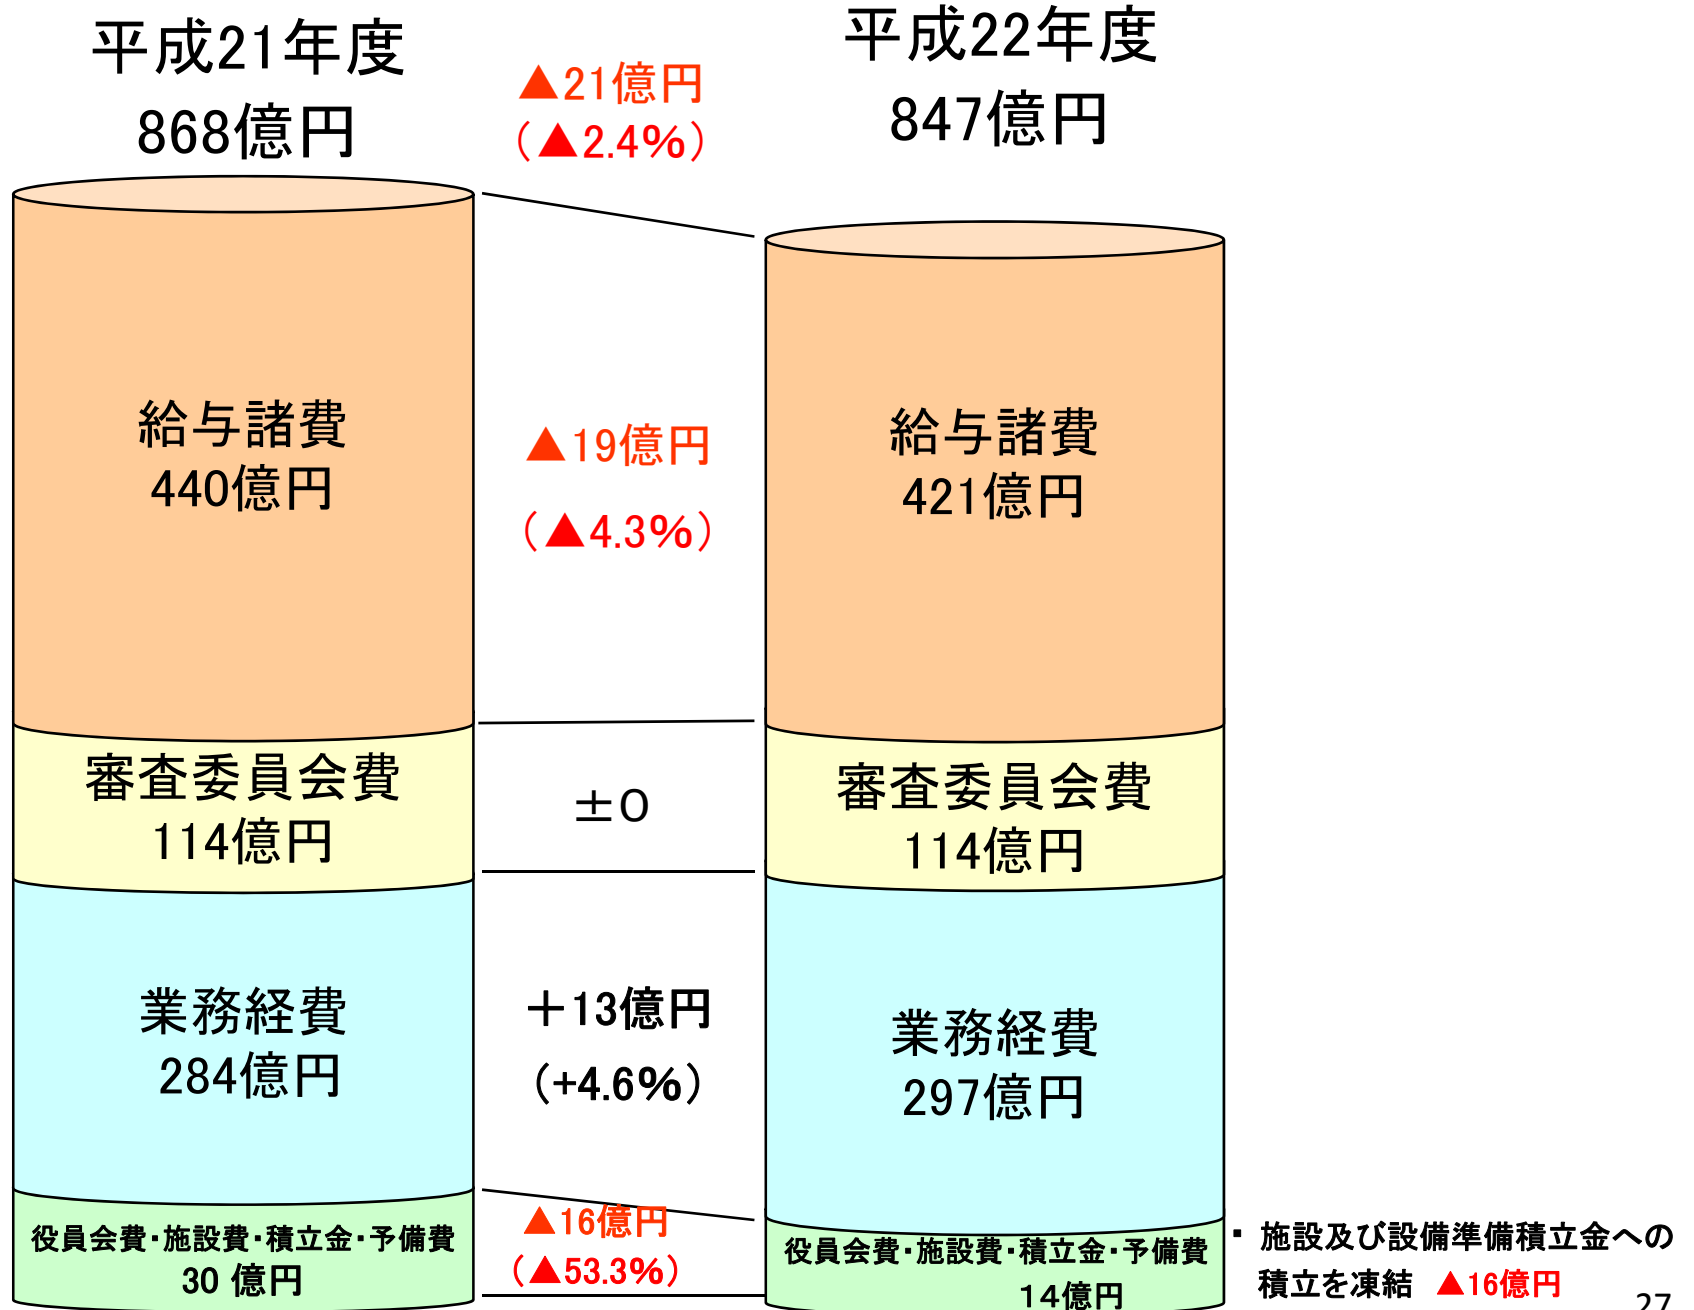 平成21年度
868億円
▲21億円
（▲2.4％）
平成22年度
847億円
給与諸費
440億円
▲19億円
（▲4.3％）
給与諸費
421億円
審査委員会費
114億円
±0
審査委員会費
114億円
業務経費
284億円
＋13億円
（+4.6％）
業務経費
297億円
役員会費・施設費・積立金・予備費
30 億円
▲16億円
（▲53.3％）
役員会費・施設費・積立金・予備費
14億円
▪ 施設及び設備準備積立金への
積立を凍結 ▲16億円
27